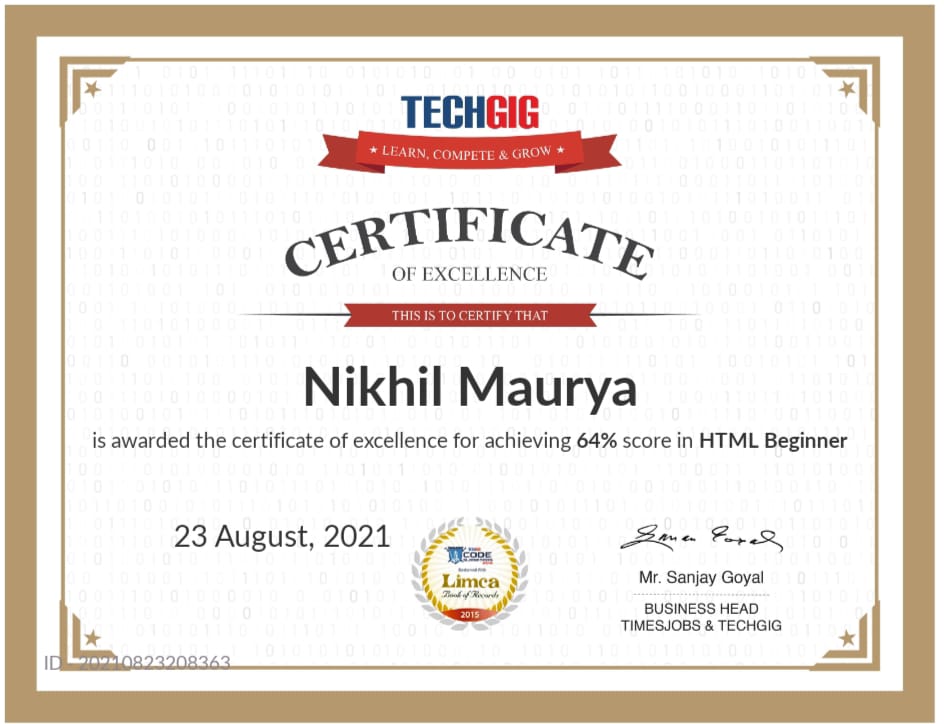 TECHGIG
★ LEARN, COMPETE & GROW ★
CERTIFICATE
OF EXCELLENCE
THIS IS TO CERTIFY THAT
Nikhil Maurya
is awarded the certificate of excellence for achieving 64% score in HTML Beginner
23 August, 2021
CODE
Limca
Book of Records
2015
Mr. Sanjay Goyal
BUSINESS HEAD
TIMESJOBS & TECHGIG
ID- 20210823208363